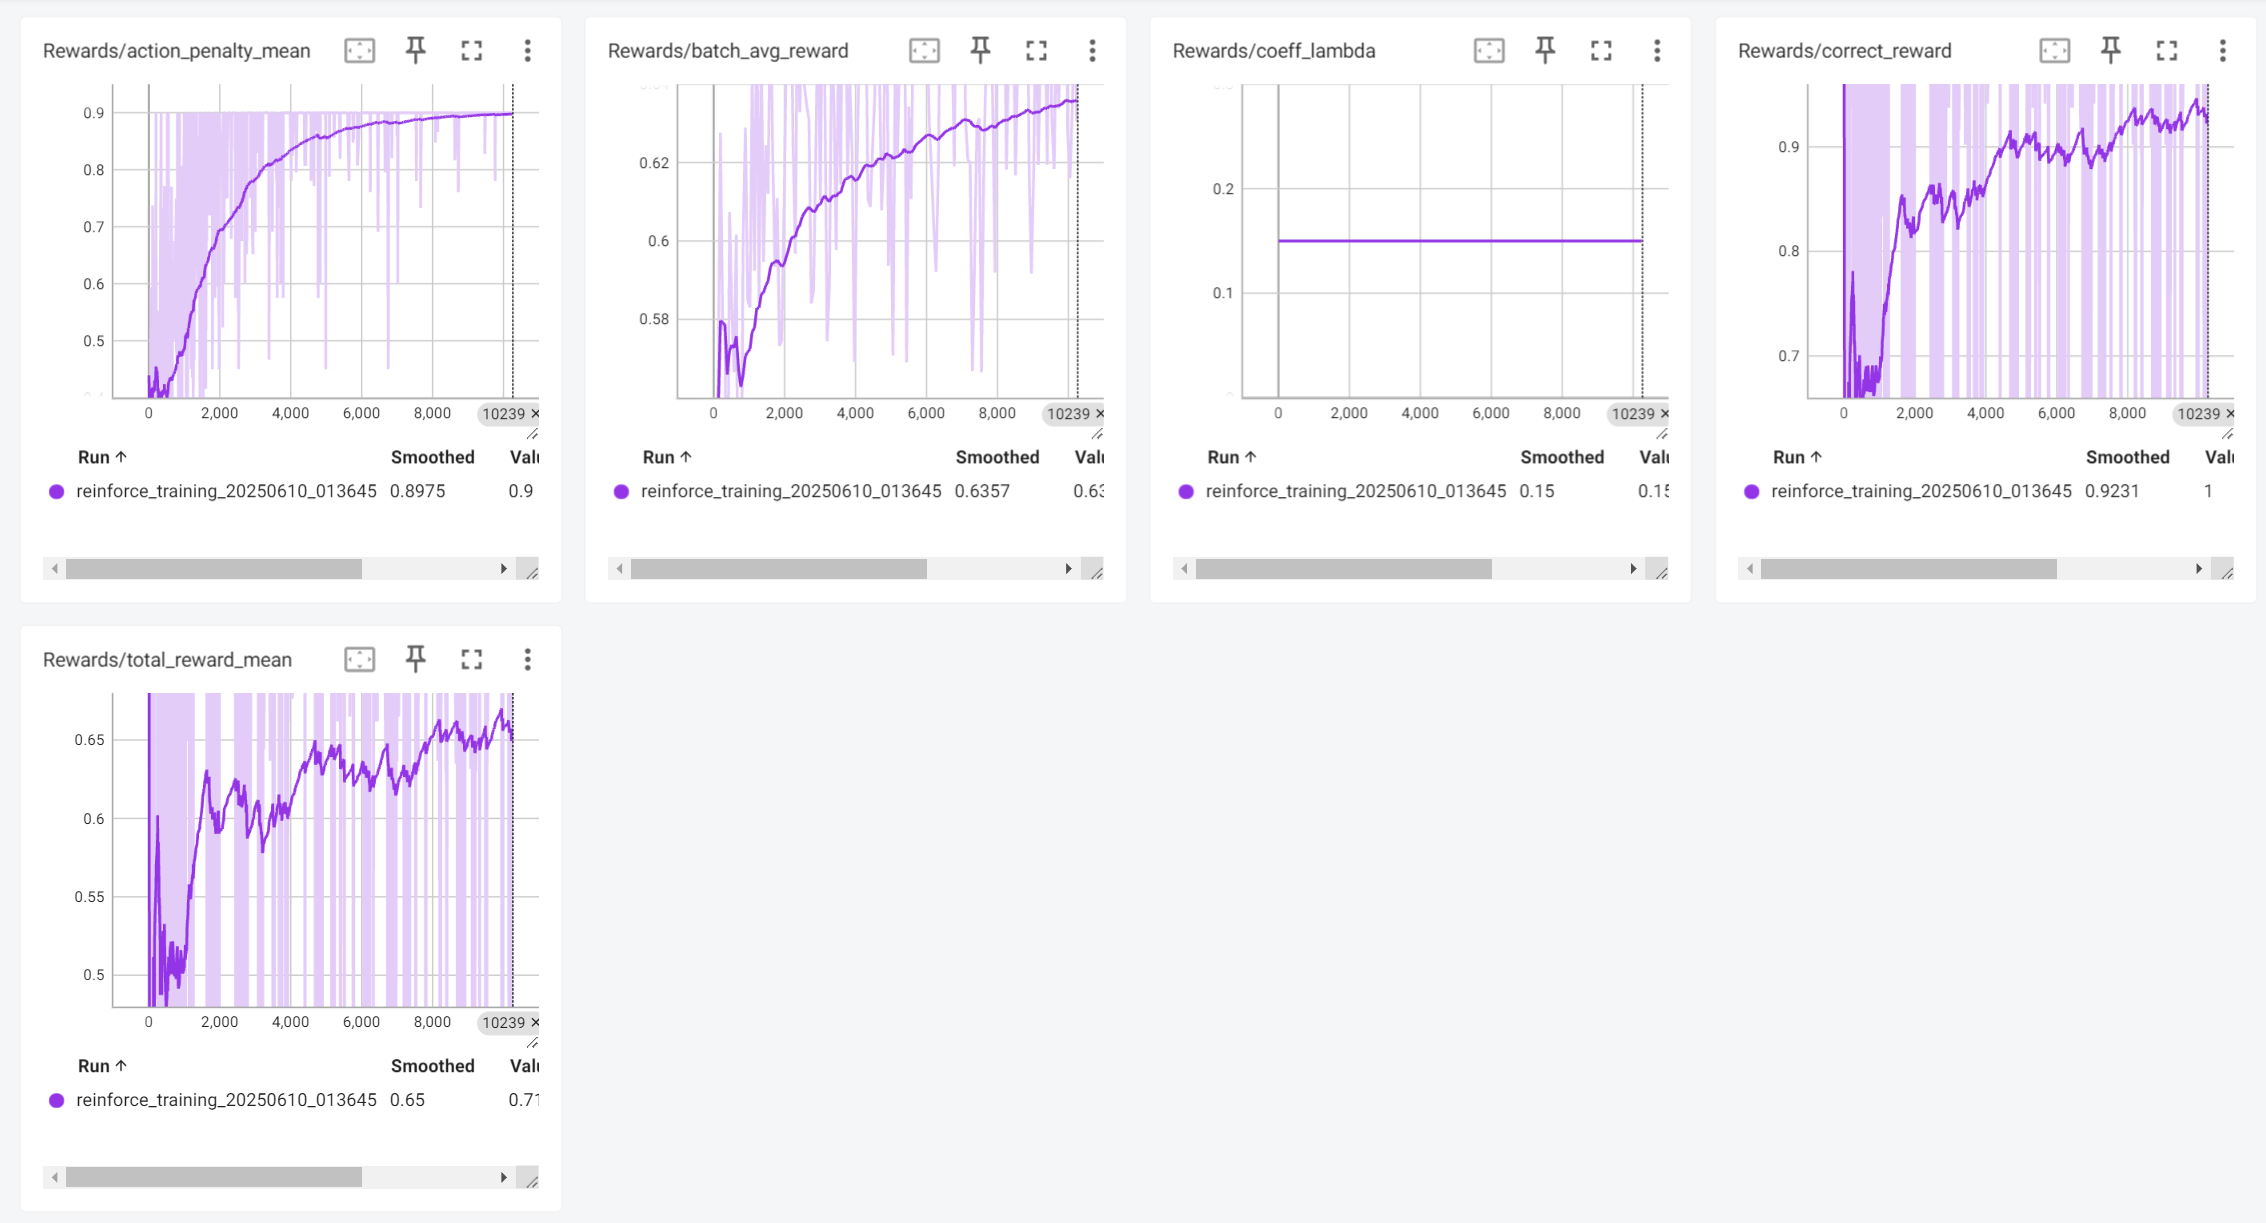 Rewards/action_penalty_mean
0.9
0.8
0.7
0.6
0.5
0 2,000 4,000 6,000 8,000 10239 ×
Run ↑ Smoothed Valu
reinforce_training_20250610_013645 0.8975 0.9
Rewards/batch_avg_reward
0.62
0.6
0.58
0 2,000 4,000 6,000 8,000 10239 ×
Run ↑ Smoothed Valu
reinforce_training_20250610_013645 0.6357 0.63
Rewards/coeff_lambda
0.2
0.1
0 2,000 4,000 6,000 8,000 10239 ×
Run ↑ Smoothed Valu
reinforce_training_20250610_013645 0.15 0.15
Rewards/correct_reward
0.9
0.8
0.7
0 2,000 4,000 6,000 8,000 10239 ×
Run ↑ Smoothed Valu
reinforce_training_20250610_013645 0.9231 1
Rewards/total_reward_mean
0.65
0.6
0.55
0.5
0 2,000 4,000 6,000 8,000 10239 ×
Run ↑ Smoothed Valu
reinforce_training_20250610_013645 0.65 0.71